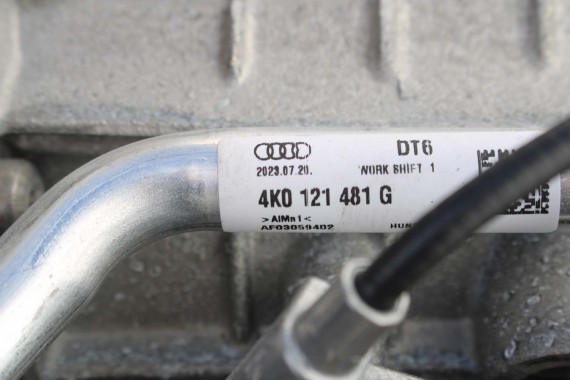 DT6
2023.07.20. WORK SHIFT 1
4K0 121 481 G
>AlMn1<
AF03059402